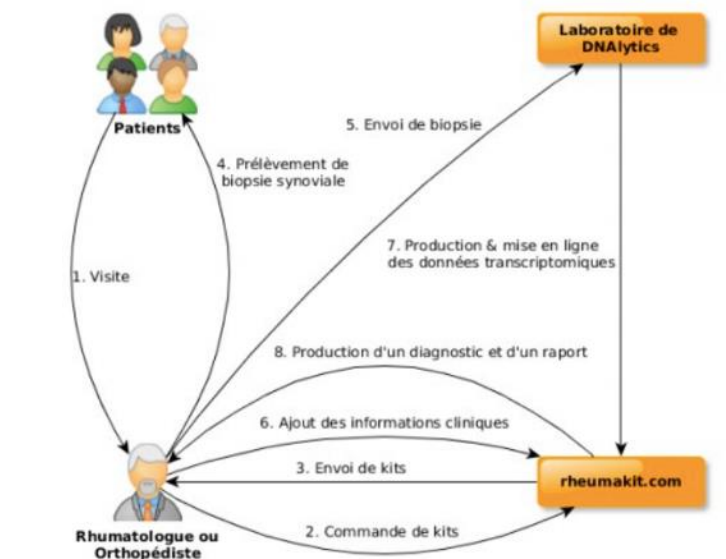 Laboratoire de
DNAlytics
Patients
5. Envoi de biopsie
4. Prélèvement de
biopsie synoviale
7. Production & mise en ligne
des données transcriptomiques
1. Visite
8. Production d'un diagnostic et d'un raport
6. Ajout des informations cliniques
3. Envoi de kits
rheumakit.com
2. Commande de kits
Rhumatologue ou
Orthopédiste